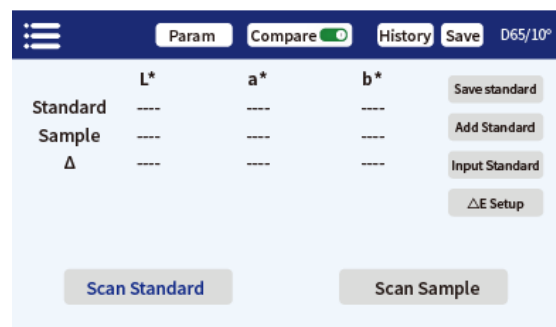 Param Compare History Save D65/10°
L* a* b*
Save standard
Standard ---- ---- ----
Add Standard
Sample ---- ---- ----
Δ ---- ---- ----
Input Standard
△E Setup
Scan Standard Scan Sample